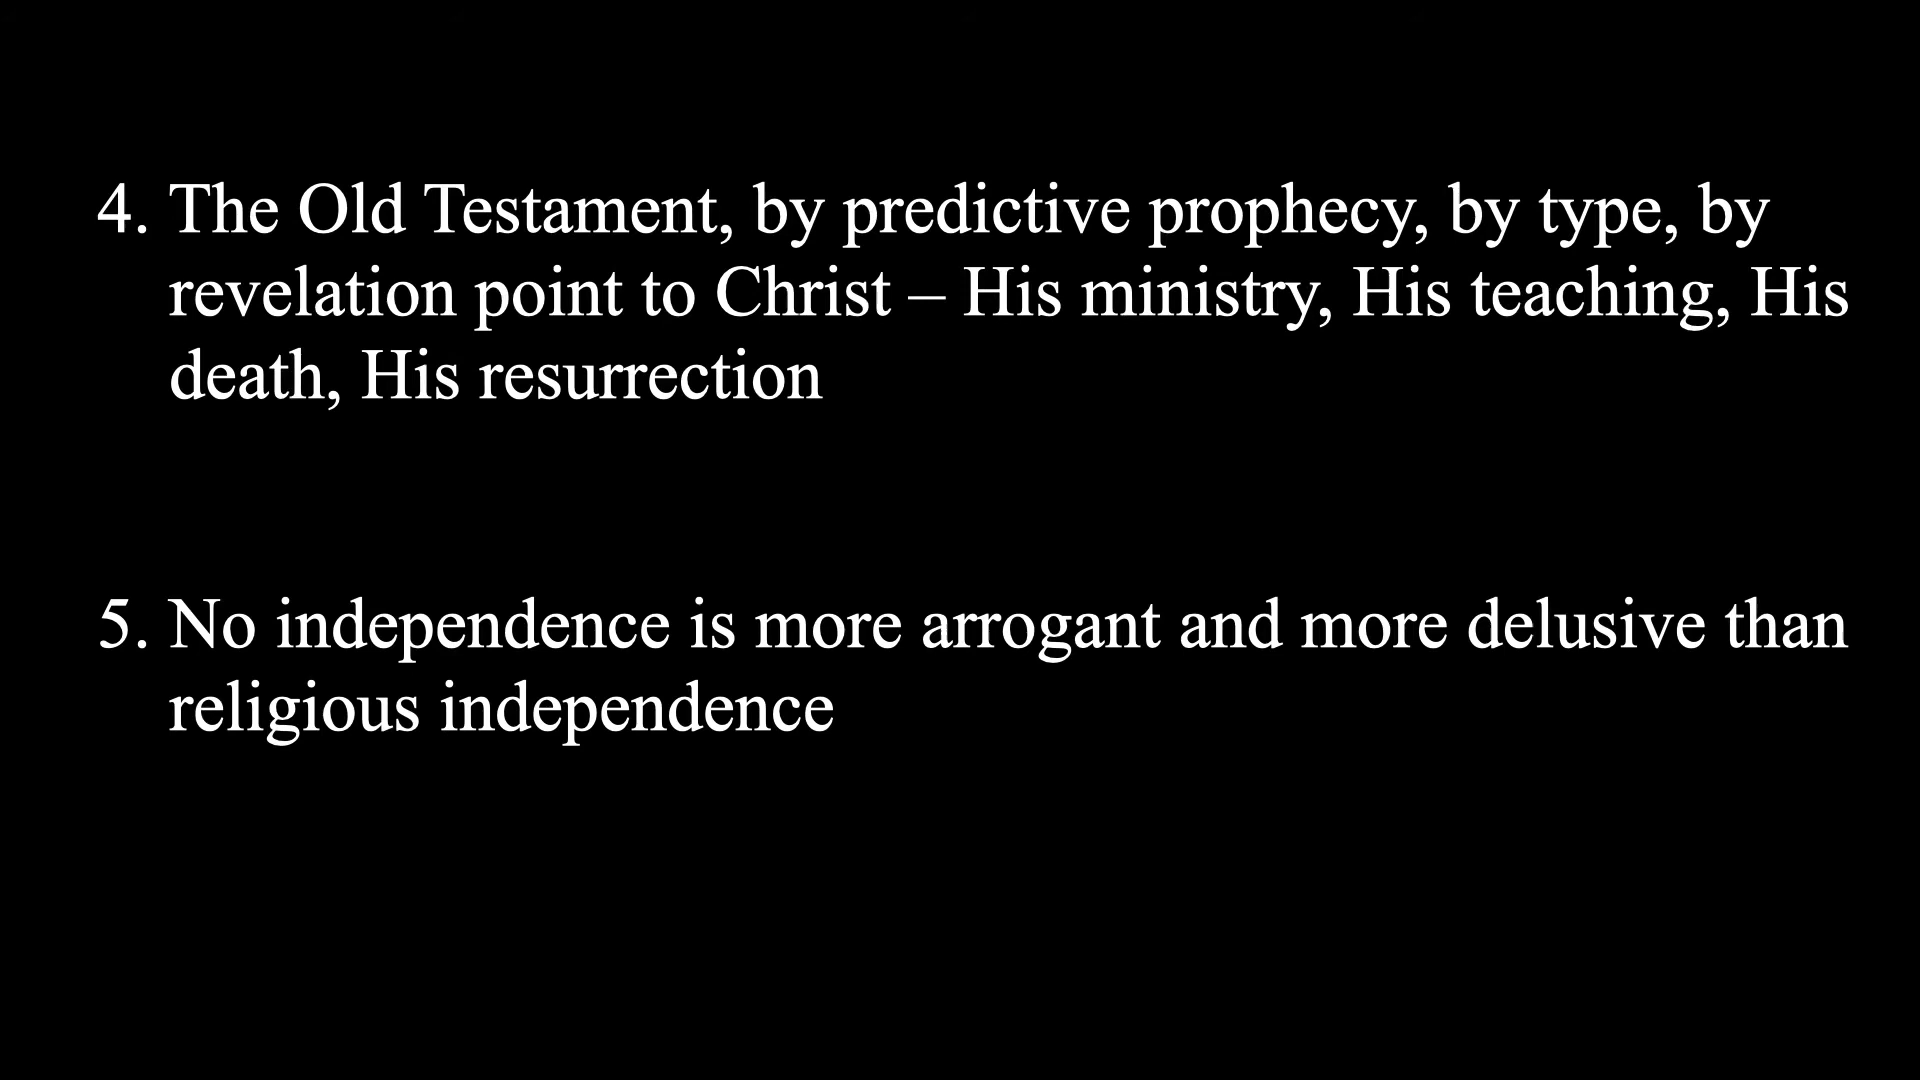 4. The Old Testament, by predictive prophecy, by type, by
revelation point to Christ – His ministry, His teaching, His
death, His resurrection
5. No independence is more arrogant and more delusive than
religious independence